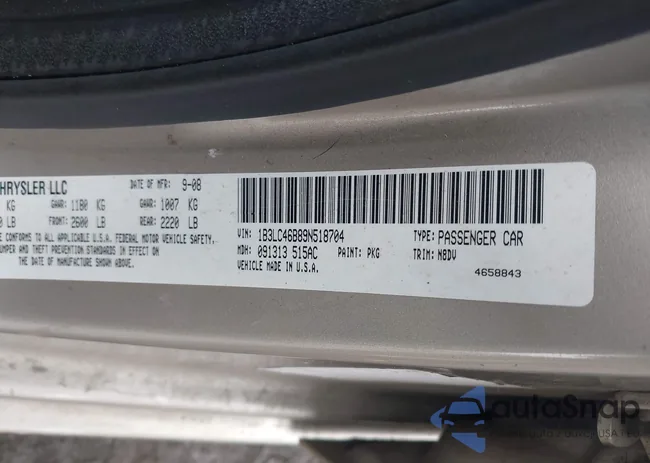 HRYSLER LLC DATE OF MFR: 9-08
KG GAWR: 1180 KG GAWR: 1007 KG
LB FRONT: 2600 LB REAR: 2220 LB
E CONFORMS TO ALL APPLICABLE U.S.A. FEDERAL MOTOR VEHICLE SAFETY,
UMPER AND THEFT PREVENTION STANDARDS IN EFFECT ON
THE DATE OF MANUFACTURE SHOWN ABOVE.
VIN: 1B3LC46B89N518704 TYPE: PASSENGER CAR
MDH: 091313 515AC PAINT: PKG TRIM: N8DV
VEHICLE MADE IN U.S.A. 4658843
autoSnap